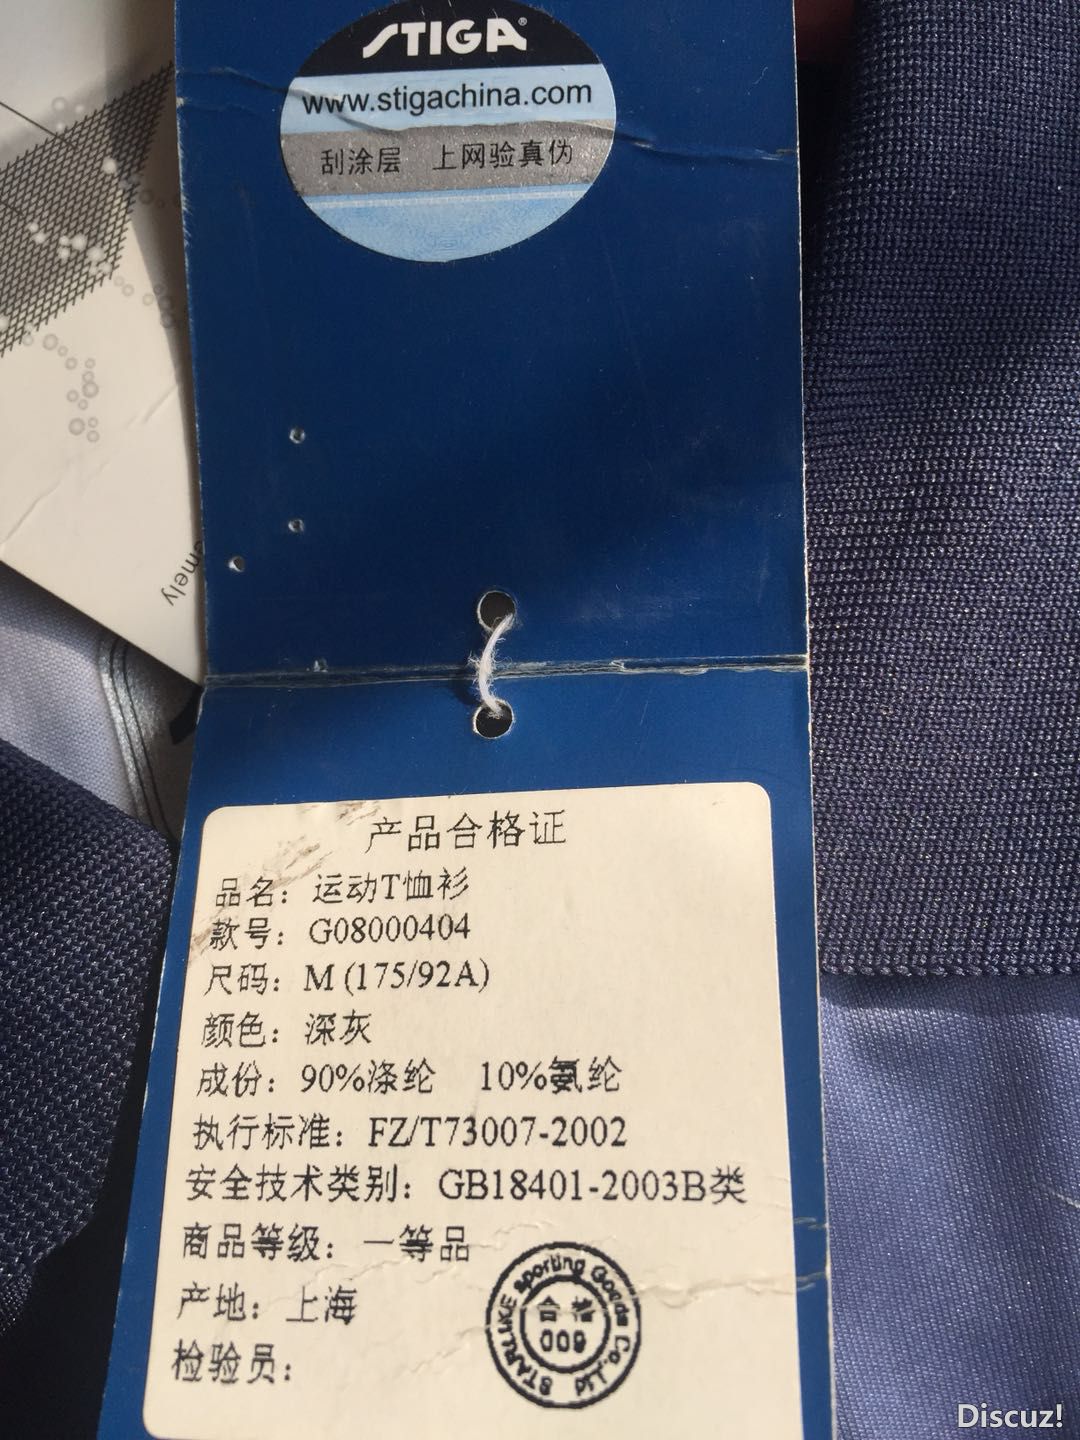 STIGA®
www.stigachina.com
刮涂层 上网验真伪
emely
产品合格证
品名：运动T恤衫
款号：G08000404
尺码：M (175/92A)
颜色：深灰
成份：90%涤纶 10%氨纶
执行标准：FZ/T73007-2002
安全技术类别：GB18401-2003B类
商品等级：一等品
产地：上海
检验员：
STARLIKE Sporting Goods Co.,Ltd
合格
009
Discuz!